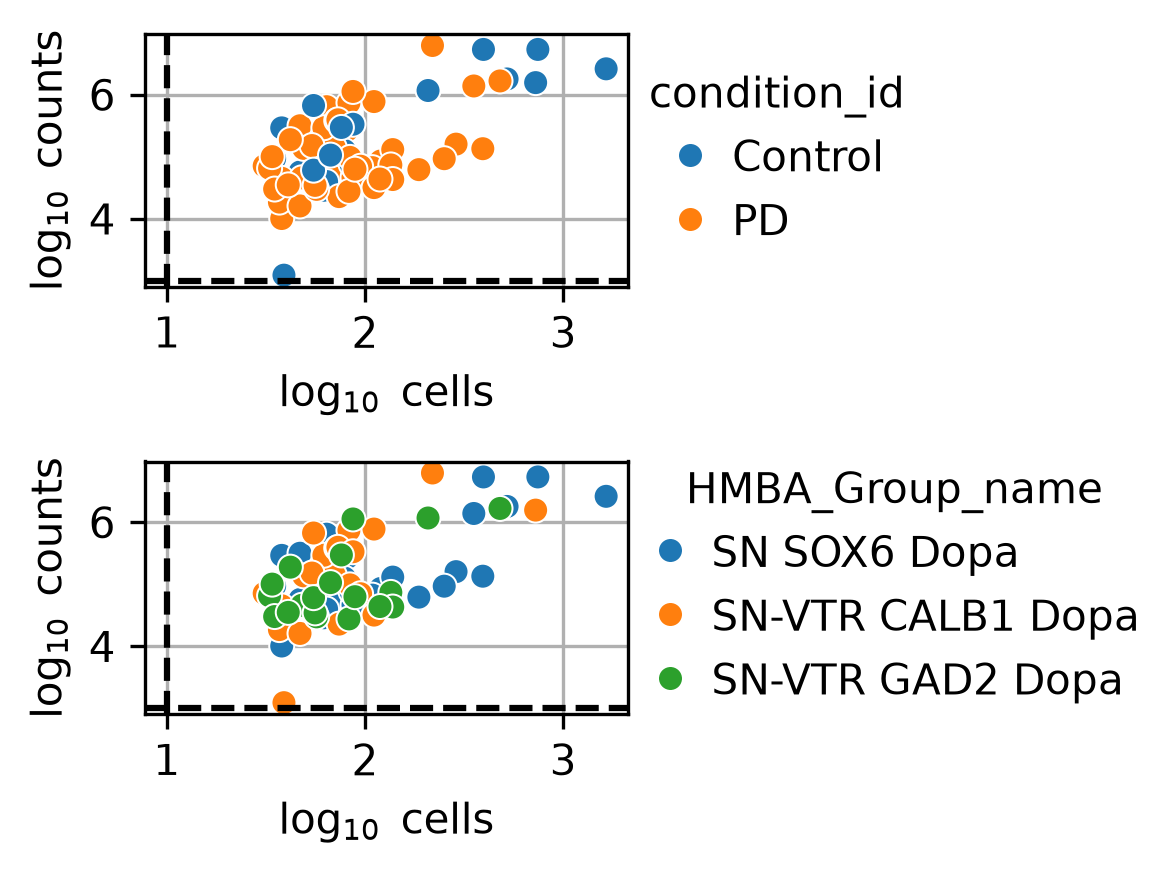 log10 counts
6
4
1 2 3
log10 cells
condition_id
Control
PD
log10 counts
6
4
1 2 3
log10 cells
HMBA_Group_name
SN SOX6 Dopa
SN-VTR CALB1 Dopa
SN-VTR GAD2 Dopa